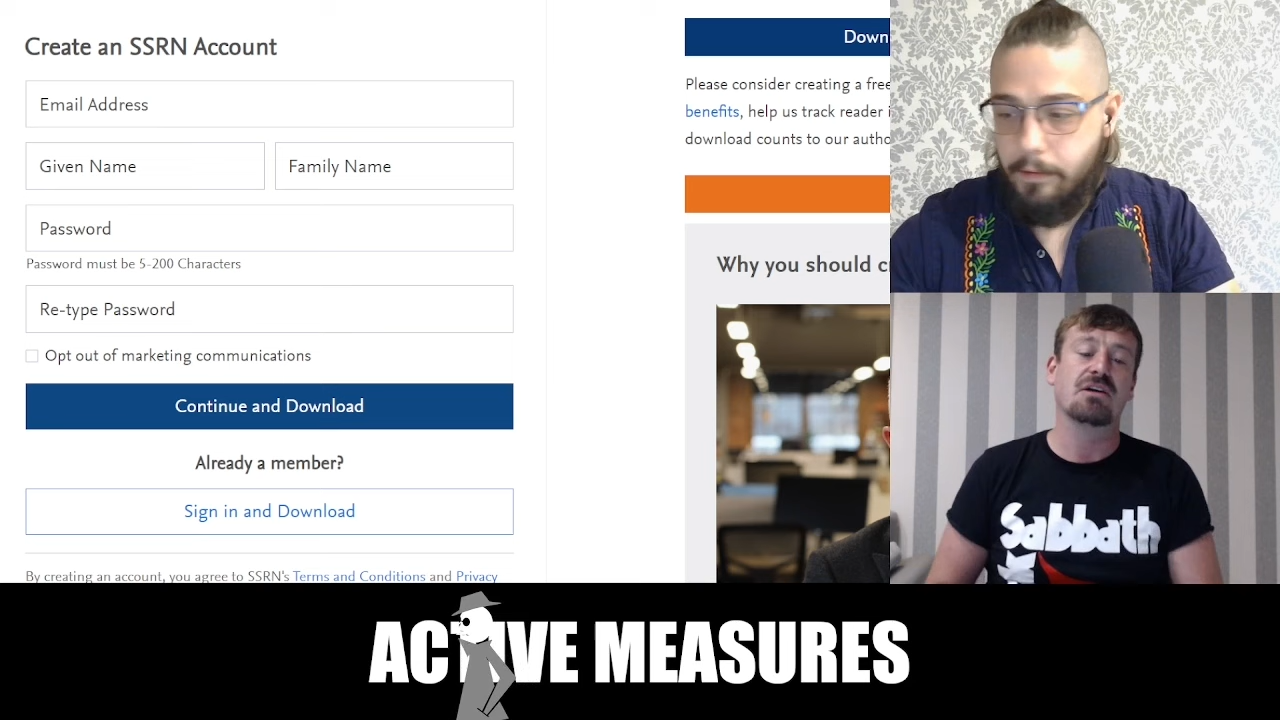 Create an SSRN Account
Email Address
Given Name
Family Name
Password
Password must be 5-200 Characters
Re-type Password
Opt out of marketing communications
Continue and Download
Already a member?
Sign in and Download
By creating an account, you agree to SSRN's Terms and Conditions and Privacy
Down
Please consider creating a free
benefits, help us track reader
download counts to our autho
Why you should c
Sabbath
ACTIVE MEASURES